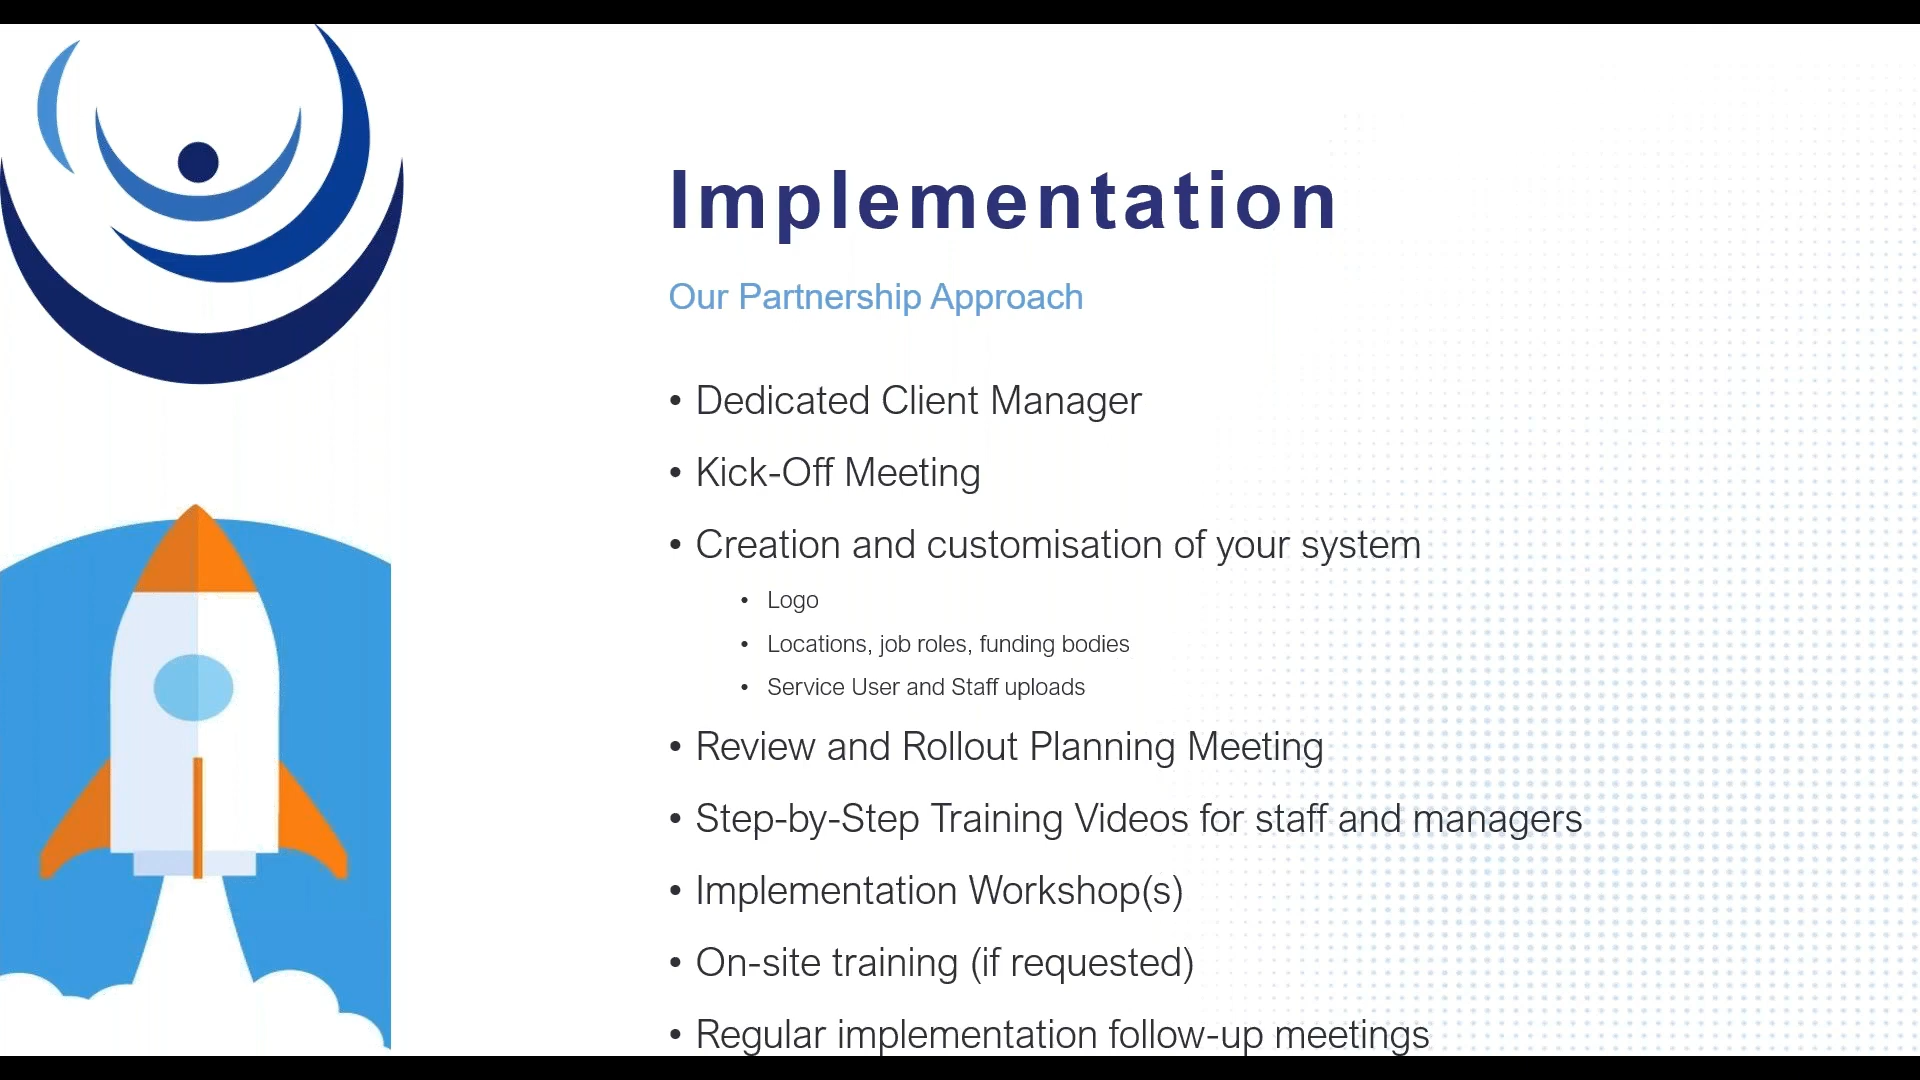 Implementation
Our Partnership Approach
• Dedicated Client Manager
• Kick-Off Meeting
• Creation and customisation of your system
• Logo
• Locations, job roles, funding bodies
• Service User and Staff uploads
• Review and Rollout Planning Meeting
• Step-by-Step Training Videos for staff and managers
• Implementation Workshop(s)
• On-site training (if requested)
• Regular implementation follow-up meetings